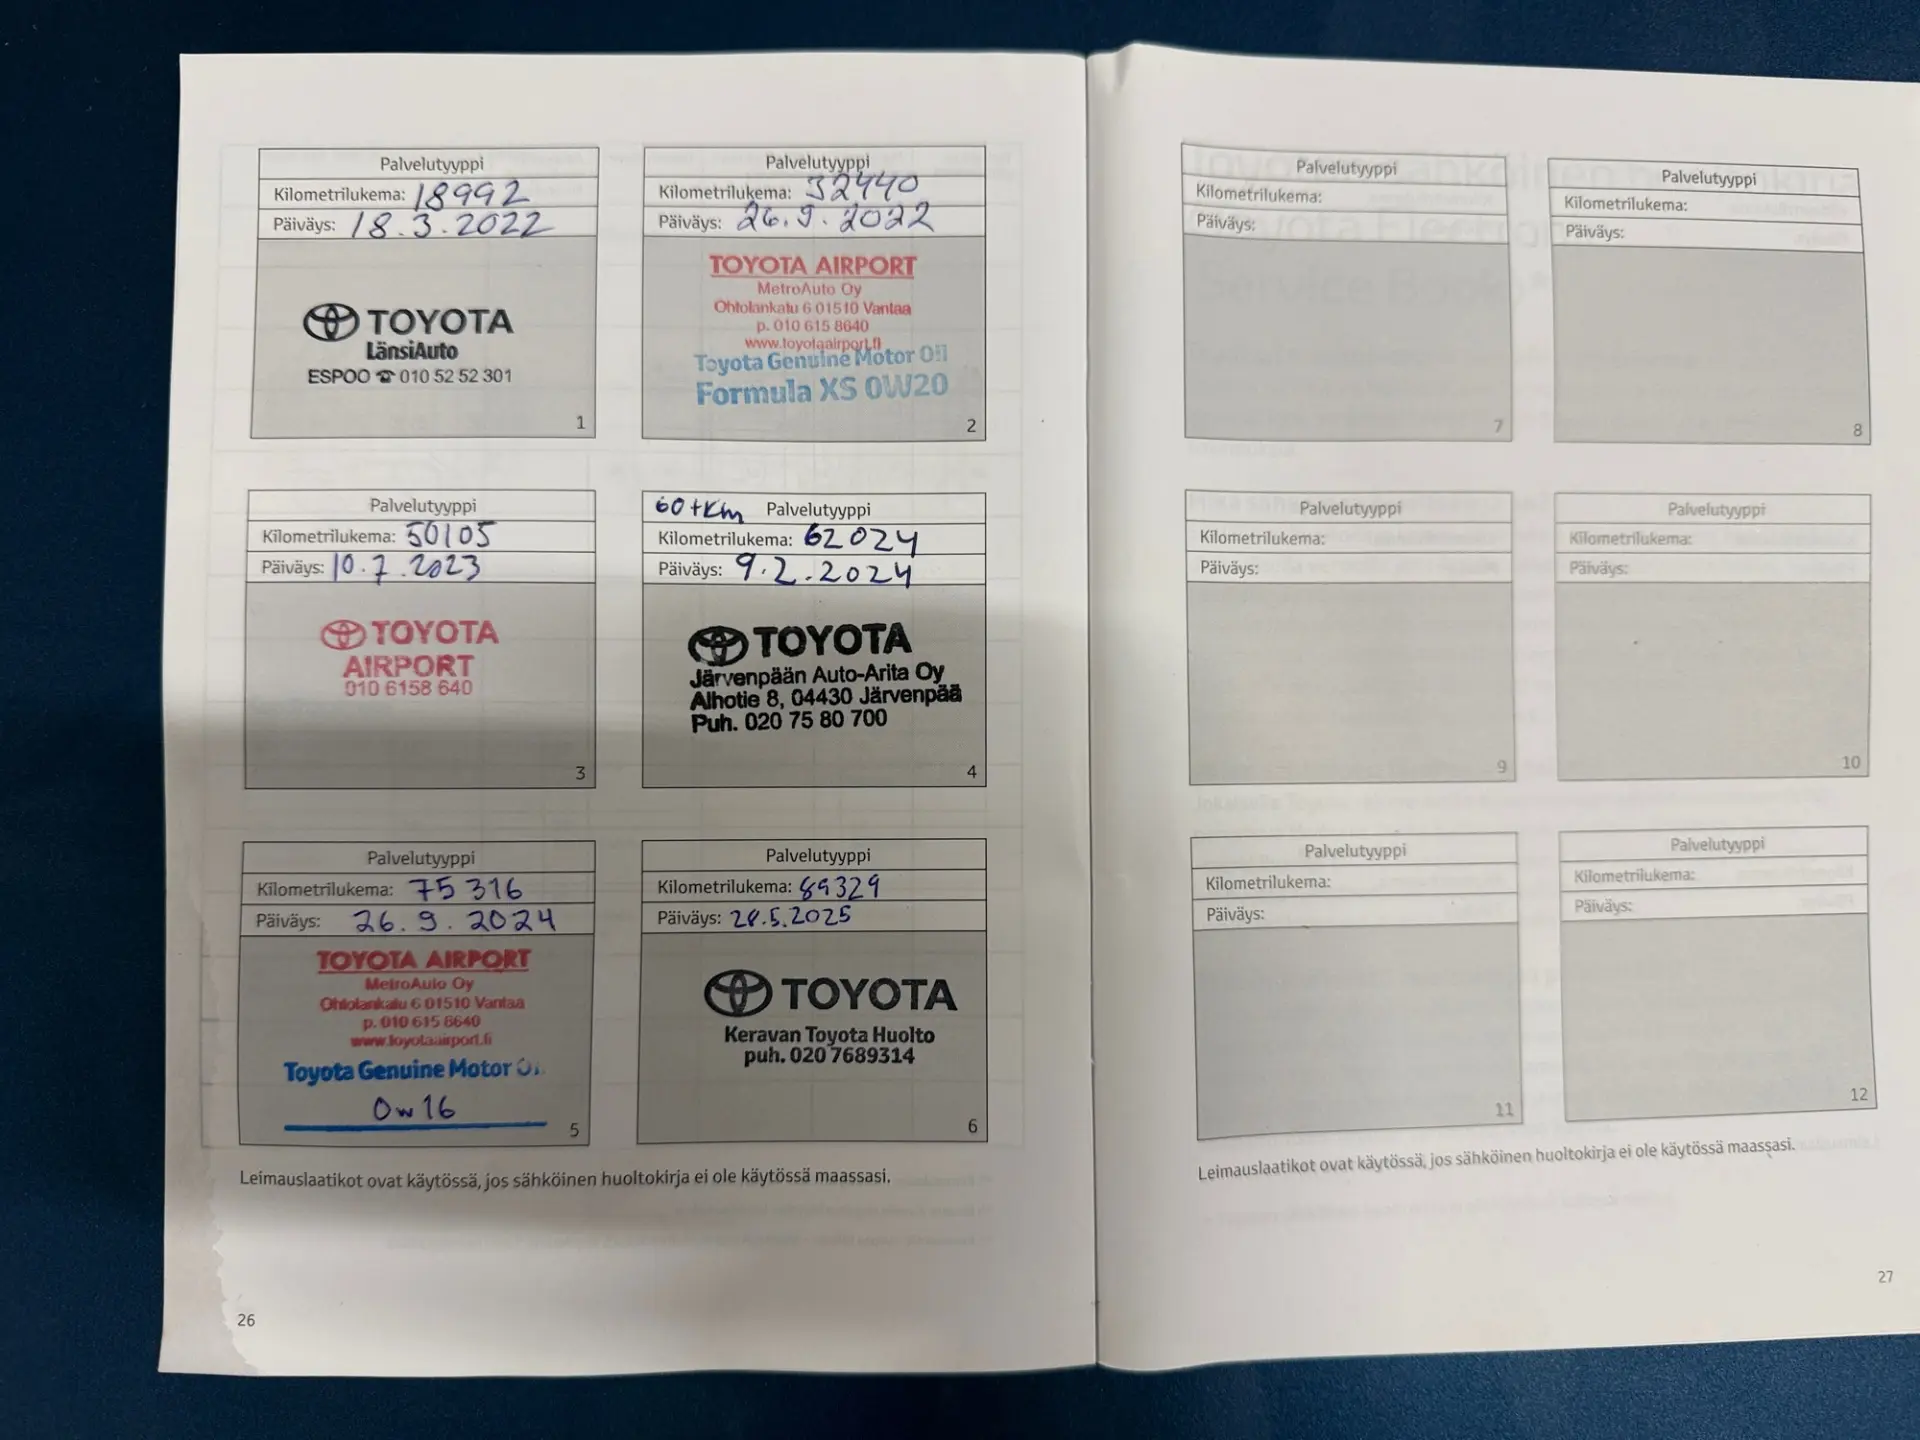 Palvelutyyppi
Kilometrilukema: 18992
Päiväys: 18.3.2022
TOYOTA
LänsiAuto
ESPOO ☎ 010 52 52 301
1
Palvelutyyppi
Kilometrilukema: 32440
Päiväys: 26.9.2022
TOYOTA AIRPORT
MetroAuto Oy
Ohtolankatu 6 01510 Vantaa
p. 010 615 8640
www.toyotaairport.fi
Toyota Genuine Motor Oil
Formula XS 0W20
2
Palvelutyyppi
Kilometrilukema: 50105
Päiväys: 10.7.2023
TOYOTA
AIRPORT
010 6158 640
3
60tkm Palvelutyyppi
Kilometrilukema: 62024
Päiväys: 9.2.2024
TOYOTA
Järvenpään Auto-Arita Oy
Alhotie 8, 04430 Järvenpää
Puh. 020 75 80 700
4
Palvelutyyppi
Kilometrilukema: 75316
Päiväys: 26.9.2024
TOYOTA AIRPORT
MetroAuto Oy
Ohtolankatu 6 01510 Vantaa
p. 010 615 8640
www.toyotaairport.fi
Toyota Genuine Motor Oil
0w16
5
Palvelutyyppi
Kilometrilukema: 89329
Päiväys: 28.5.2025
TOYOTA
Keravan Toyota Huolto
puh. 020 7689314
6
Leimauslaatikot ovat käytössä, jos sähköinen huoltokirja ei ole käytössä maassasi.
26
Palvelutyyppi
Kilometrilukema:
Päiväys:
7
Palvelutyyppi
Kilometrilukema:
Päiväys:
8
Palvelutyyppi
Kilometrilukema:
Päiväys:
9
Palvelutyyppi
Kilometrilukema:
Päiväys:
10
Palvelutyyppi
Kilometrilukema:
Päiväys:
11
Palvelutyyppi
Kilometrilukema:
Päiväys:
12
Leimauslaatikot ovat käytössä, jos sähköinen huoltokirja ei ole käytössä maassasi.
27